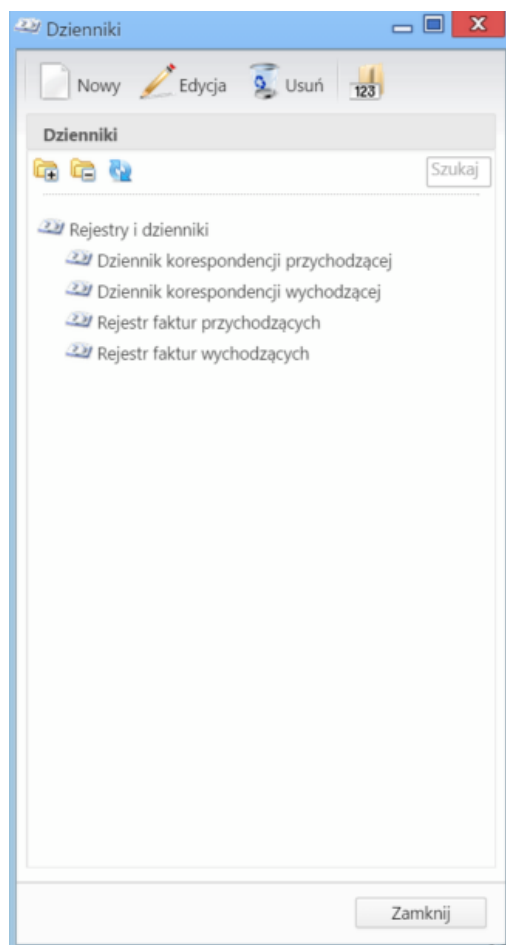 Dzienniki
Nowy Edycja Usuń 123
Dzienniki
Szukaj
Rejestry i dzienniki
Dziennik korespondencji przychodzącej
Dziennik korespondencji wychodzącej
Rejestr faktur przychodzących
Rejestr faktur wychodzących
Zamknij